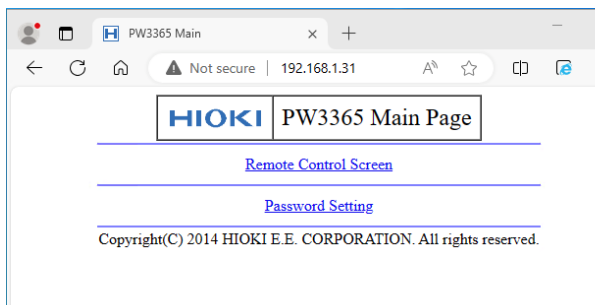 PW3365 Main
Not secure | 192.168.1.31
HIOKI PW3365 Main Page
Remote Control Screen
Password Setting
Copyright(C) 2014 HIOKI E.E. CORPORATION. All rights reserved.